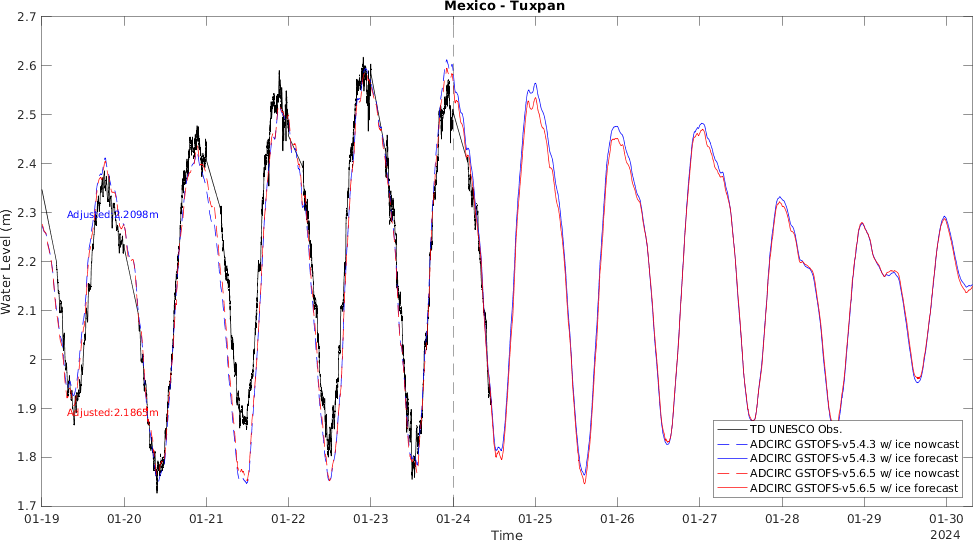 Mexico - Tuxpan
2.7
2.6
2.5
2.4
2.3
2.2
2.1
2
1.9
1.8
1.7
Water Level (m)
Adjusted:2.2098m
Adjusted:2.1865m
TD UNESCO Obs.
ADCIRC GSTOFS-v5.4.3 w/ ice nowcast
ADCIRC GSTOFS-v5.4.3 w/ ice forecast
ADCIRC GSTOFS-v5.6.5 w/ ice nowcast
ADCIRC GSTOFS-v5.6.5 w/ ice forecast
01-19 01-20 01-21 01-22 01-23 01-24 01-25 01-26 01-27 01-28 01-29 01-30
2024
Time